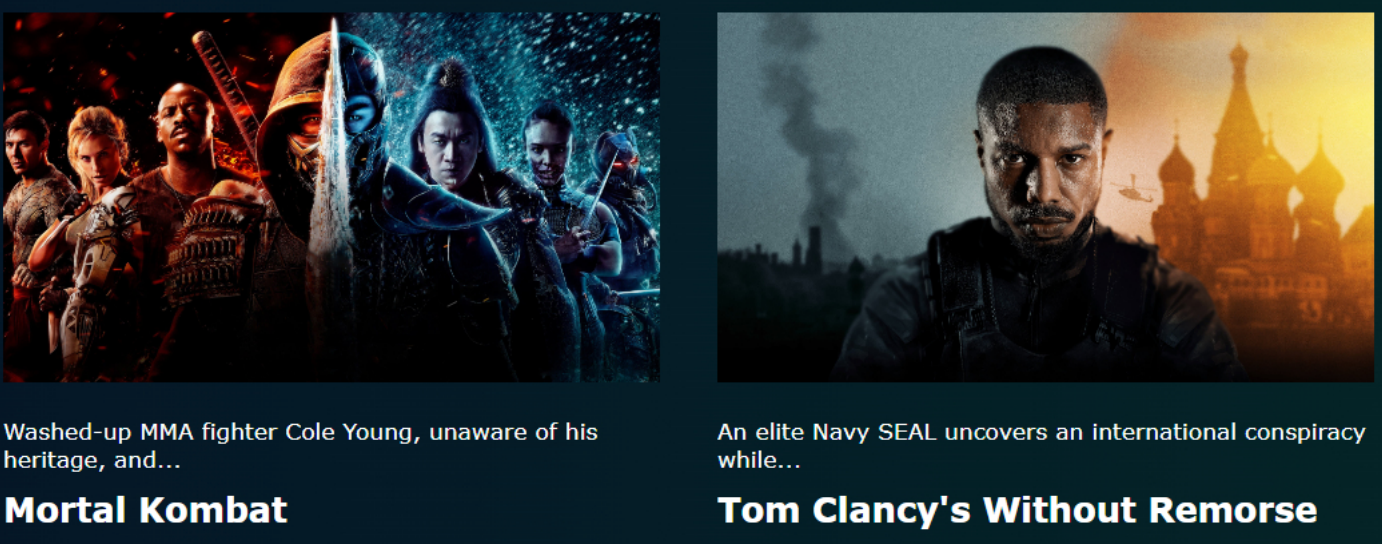 Washed-up MMA fighter Cole Young, unaware of his
heritage, and...
Mortal Kombat
An elite Navy SEAL uncovers an international conspiracy
while...
Tom Clancy's Without Remorse